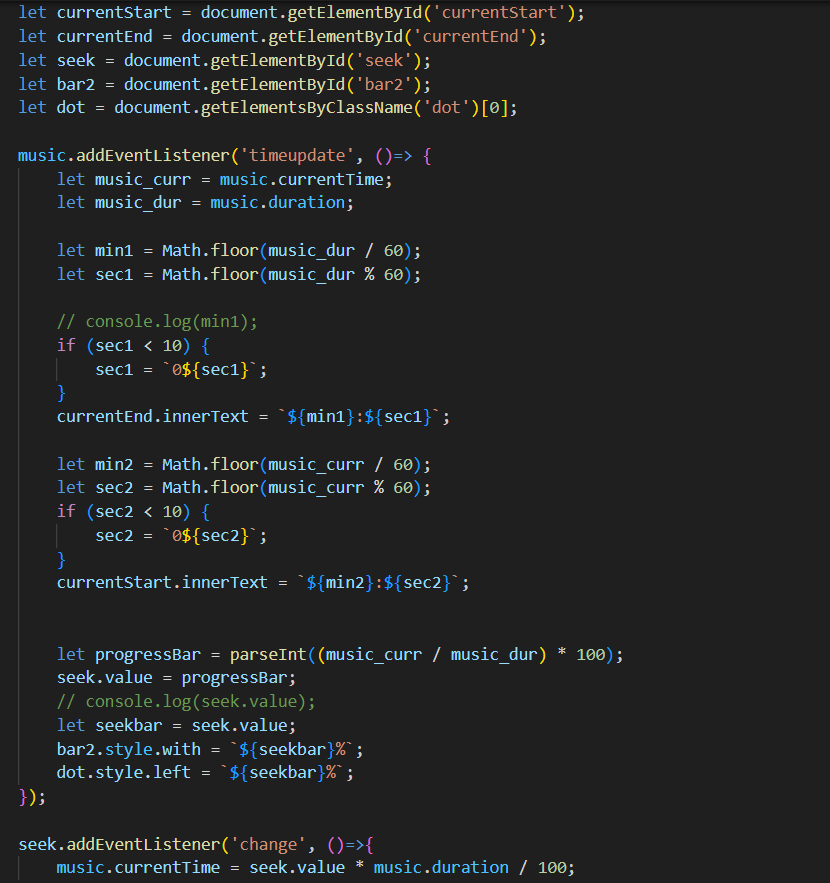 let currentStart = document.getElementById('currentStart');
let currentEnd = document.getElementById('currentEnd');
let seek = document.getElementById('seek');
let bar2 = document.getElementById('bar2');
let dot = document.getElementsByClassName('dot')[0];

music.addEventListener('timeupdate', ()=> {
    let music_curr = music.currentTime;
    let music_dur = music.duration;

    let min1 = Math.floor(music_dur / 60);
    let sec1 = Math.floor(music_dur % 60);

    // console.log(min1);
    if (sec1 < 10) {
        sec1 = `0${sec1}`;
    }
    currentEnd.innerText = `${min1}:${sec1}`;

    let min2 = Math.floor(music_curr / 60);
    let sec2 = Math.floor(music_curr % 60);
    if (sec2 < 10) {
        sec2 = `0${sec2}`;
    }
    currentStart.innerText = `${min2}:${sec2}`;


    let progressBar = parseInt((music_curr / music_dur) * 100);
    seek.value = progressBar;
    // console.log(seek.value);
    let seekbar = seek.value;
    bar2.style.with = `${seekbar}%`;
    dot.style.left = `${seekbar}%`;
});

seek.addEventListener('change', ()=>{
    music.currentTime = seek.value * music.duration / 100;